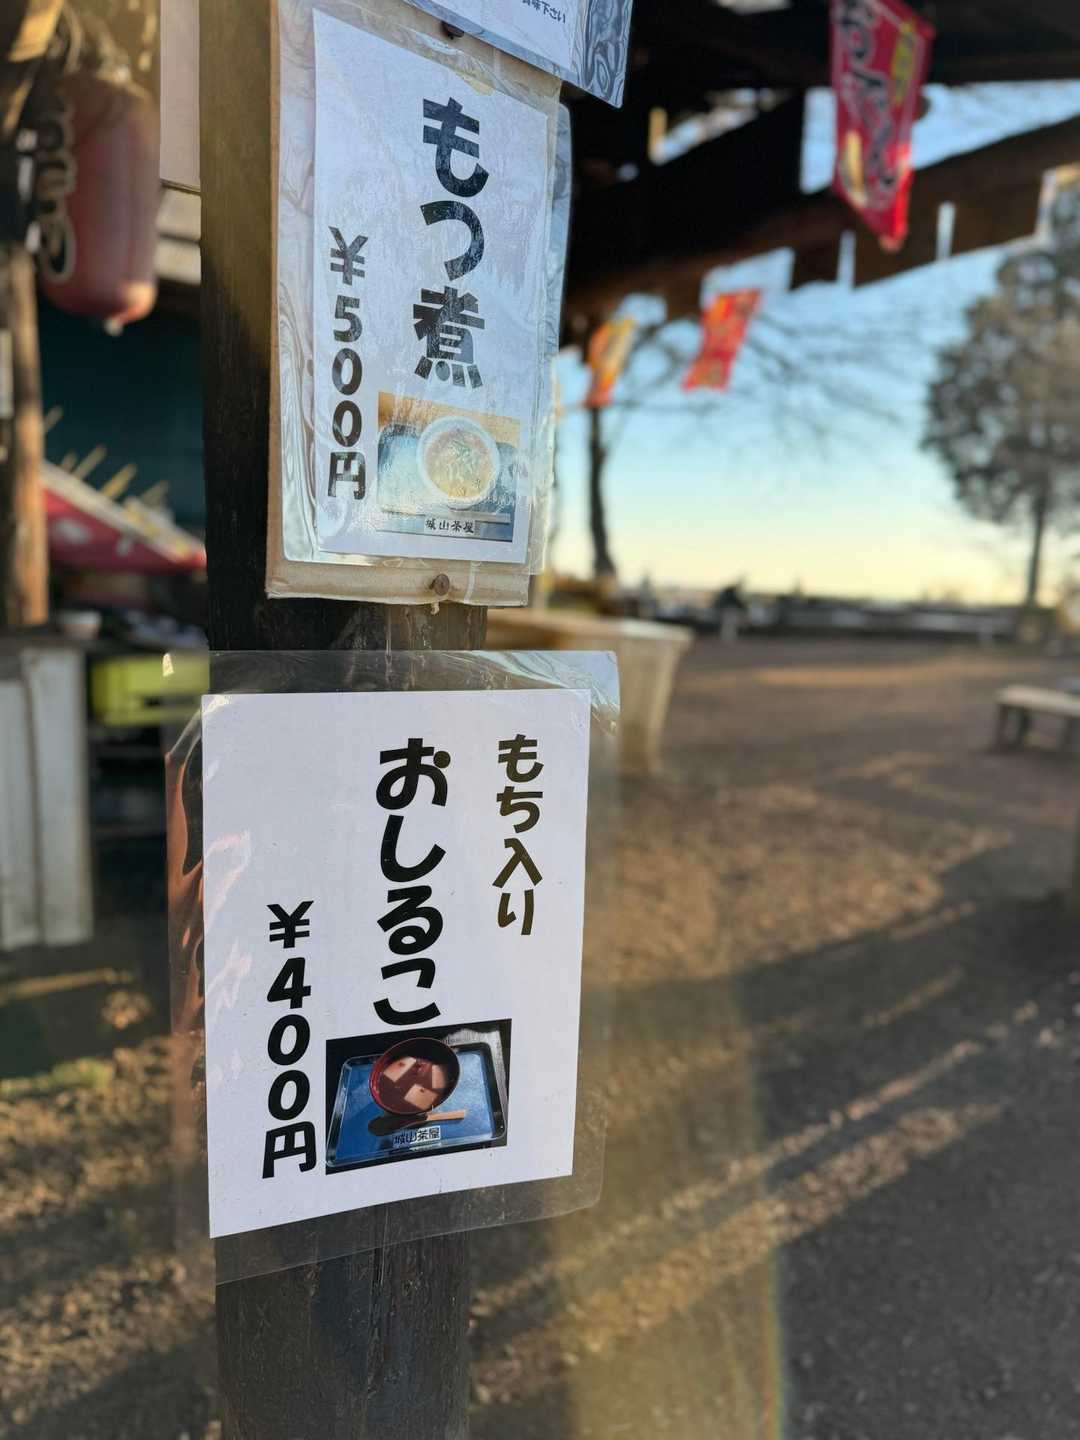 もつ煮
￥500円
城山茶屋
もち入り
おしるこ
￥400円
城山茶屋